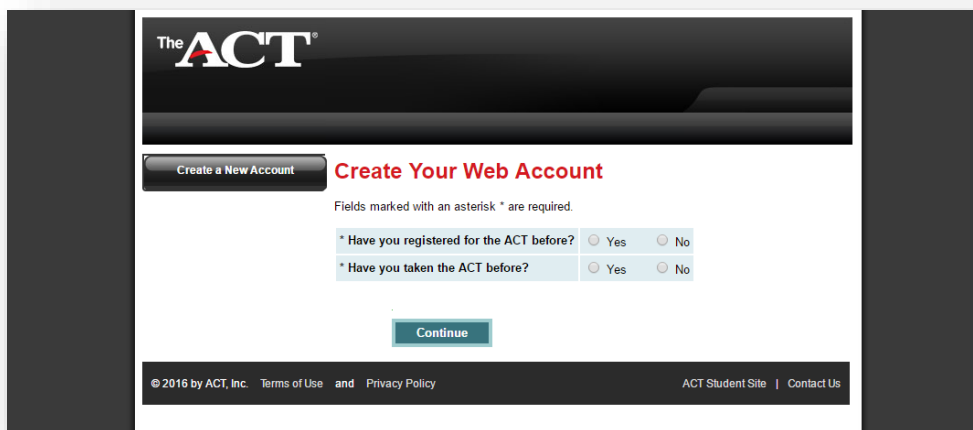 The ACT®
Create a New Account
Create Your Web Account
Fields marked with an asterisk * are required.
* Have you registered for the ACT before? Yes No
* Have you taken the ACT before? Yes No
Continue
© 2016 by ACT, Inc. Terms of Use and Privacy Policy ACT Student Site | Contact Us